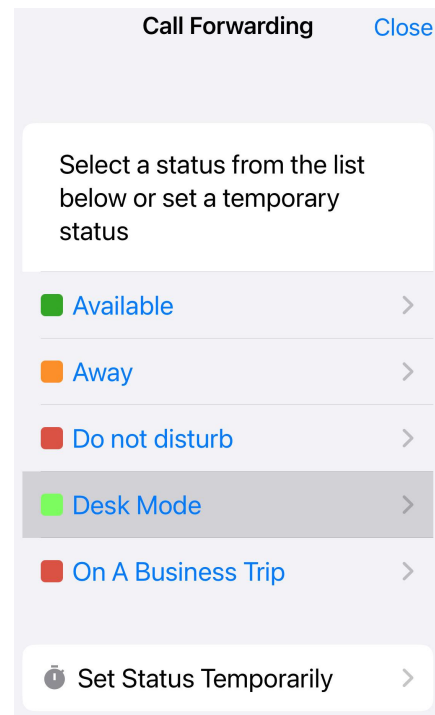 Call Forwarding Close
Select a status from the list
below or set a temporary
status
Available
Away
Do not disturb
Desk Mode
On A Business Trip
Set Status Temporarily